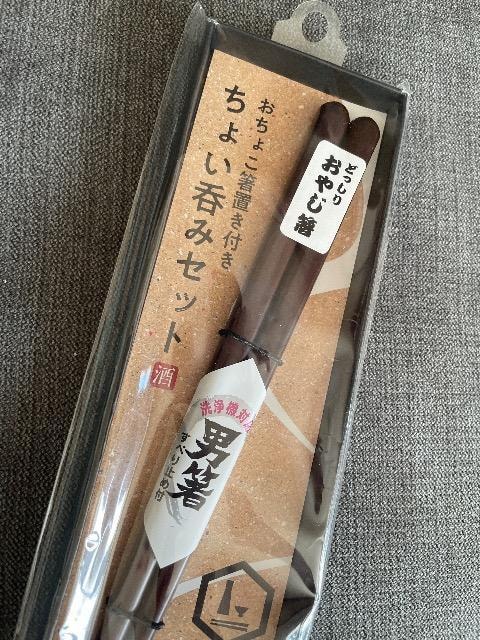 おちょこ箸置き付き
ちょい呑みセット
酒
どっしり
おやじ箸
洗浄機対応
男箸
すべり止め付